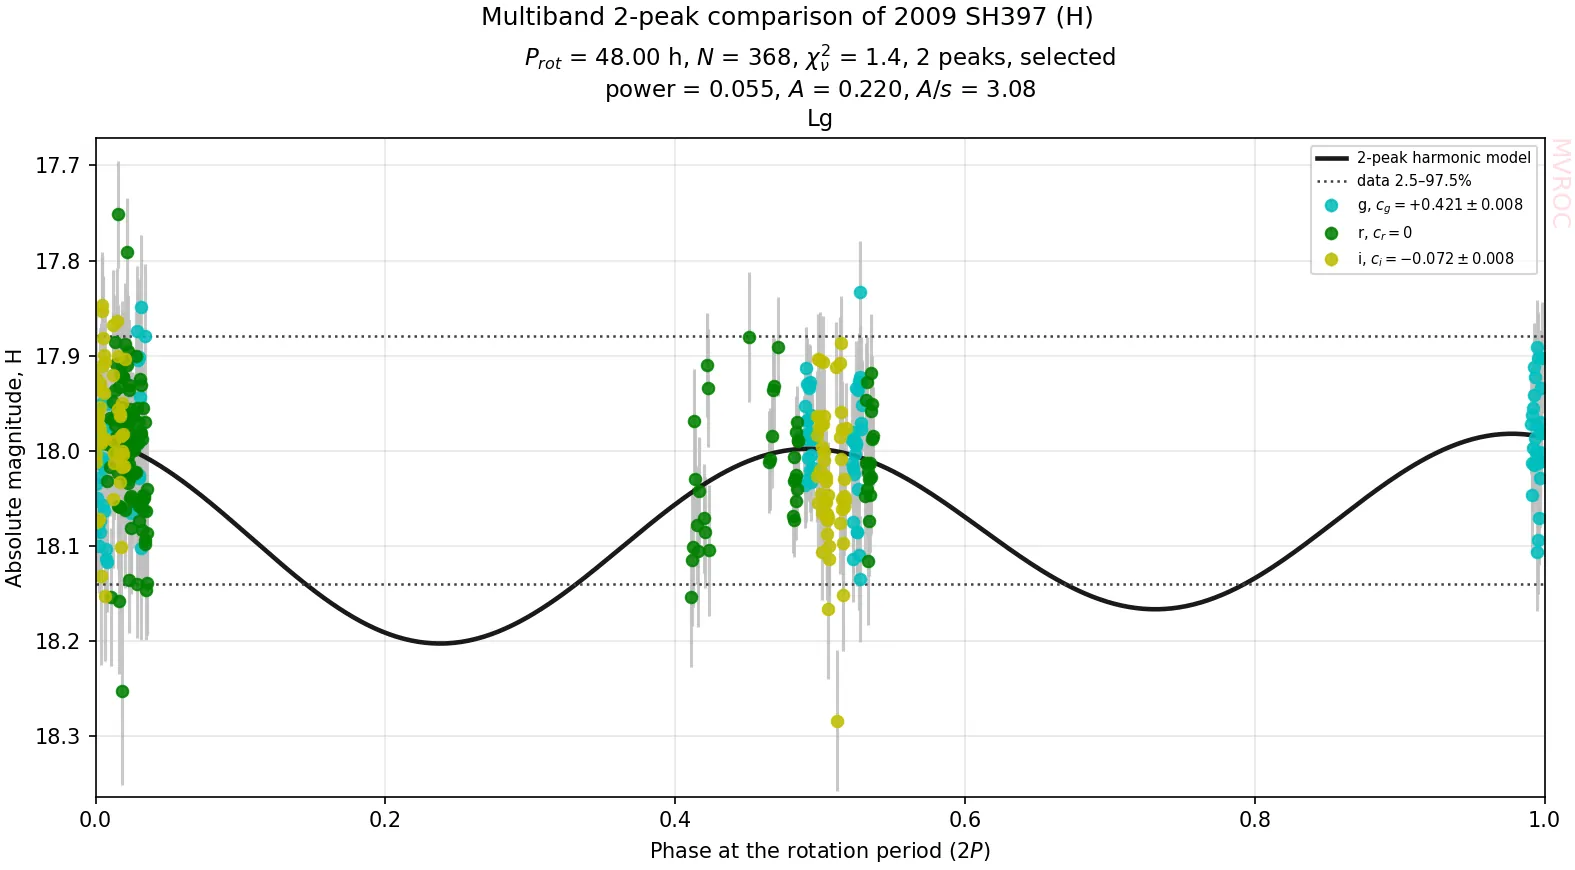 Multiband 2-peak comparison of 2009 SH397 (H)
P_rot = 48.00 h, N = 368, χ²_ν = 1.4, 2 peaks, selected
power = 0.055, A = 0.220, A/s = 3.08
Lg
2-peak harmonic model
data 2.5–97.5%
g, c_g = +0.421 ± 0.008
r, c_r = 0
i, c_i = −0.072 ± 0.008
MVROC
Absolute magnitude, H
17.7
17.8
17.9
18.0
18.1
18.2
18.3
0.0 0.2 0.4 0.6 0.8 1.0
Phase at the rotation period (2P)